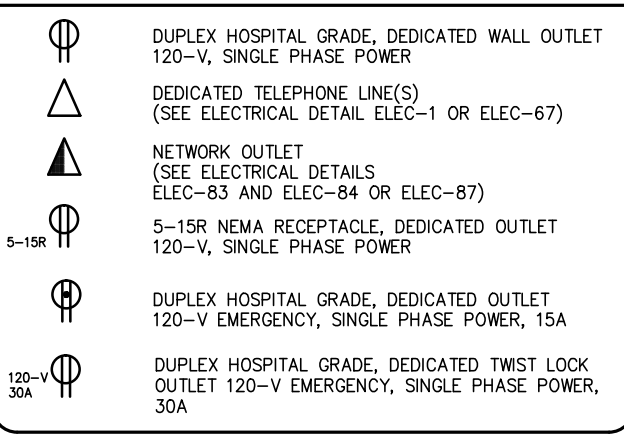 DUPLEX HOSPITAL GRADE, DEDICATED WALL OUTLET
120-V, SINGLE PHASE POWER
DEDICATED TELEPHONE LINE(S)
(SEE ELECTRICAL DETAIL ELEC-1 OR ELEC-67)
NETWORK OUTLET
(SEE ELECTRICAL DETAILS
ELEC-83 AND ELEC-84 OR ELEC-87)
5-15R
5-15R NEMA RECEPTACLE, DEDICATED OUTLET
120-V, SINGLE PHASE POWER
DUPLEX HOSPITAL GRADE, DEDICATED OUTLET
120-V EMERGENCY, SINGLE PHASE POWER, 15A
120-V
30A
DUPLEX HOSPITAL GRADE, DEDICATED TWIST LOCK
OUTLET 120-V EMERGENCY, SINGLE PHASE POWER,
30A